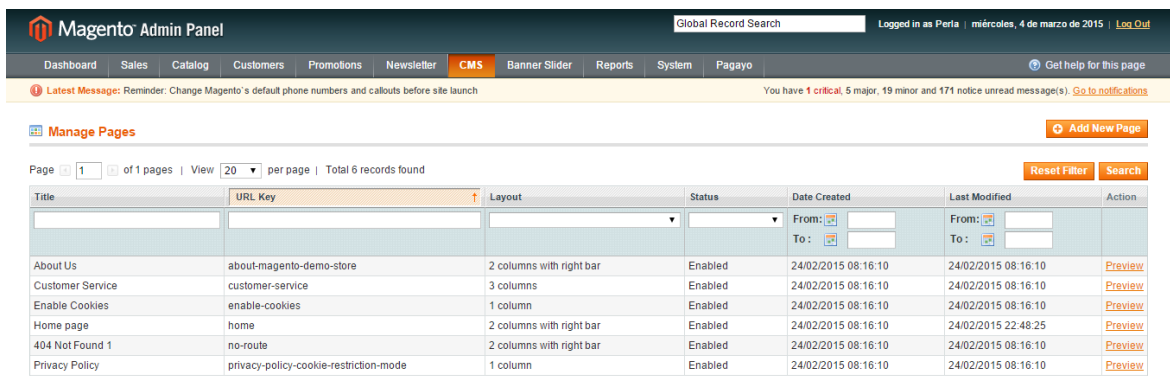 Magento Admin Panel
Global Record Search
Logged in as Perla | miércoles, 4 de marzo de 2015 | Log Out
Dashboard Sales Catalog Customers Promotions Newsletter CMS Banner Slider Reports System Pagayo Get help for this page
Latest Message: Reminder: Change Magento`s default phone numbers and callouts before site launch You have 1 critical, 5 major, 19 minor and 171 notice unread message(s). Go to notifications
Manage Pages Add New Page
Page 1 of 1 pages | View 20 per page | Total 6 records found Reset Filter Search
Title URL Key Layout Status Date Created Last Modified Action
From: From:
To : To :
About Us about-magento-demo-store 2 columns with right bar Enabled 24/02/2015 08:16:10 24/02/2015 08:16:10 Preview
Customer Service customer-service 3 columns Enabled 24/02/2015 08:16:10 24/02/2015 08:16:10 Preview
Enable Cookies enable-cookies 1 column Enabled 24/02/2015 08:16:10 24/02/2015 08:16:10 Preview
Home page home 2 columns with right bar Enabled 24/02/2015 08:16:10 24/02/2015 22:48:25 Preview
404 Not Found 1 no-route 2 columns with right bar Enabled 24/02/2015 08:16:10 24/02/2015 08:16:10 Preview
Privacy Policy privacy-policy-cookie-restriction-mode 1 column Enabled 24/02/2015 08:16:10 24/02/2015 08:16:10 Preview